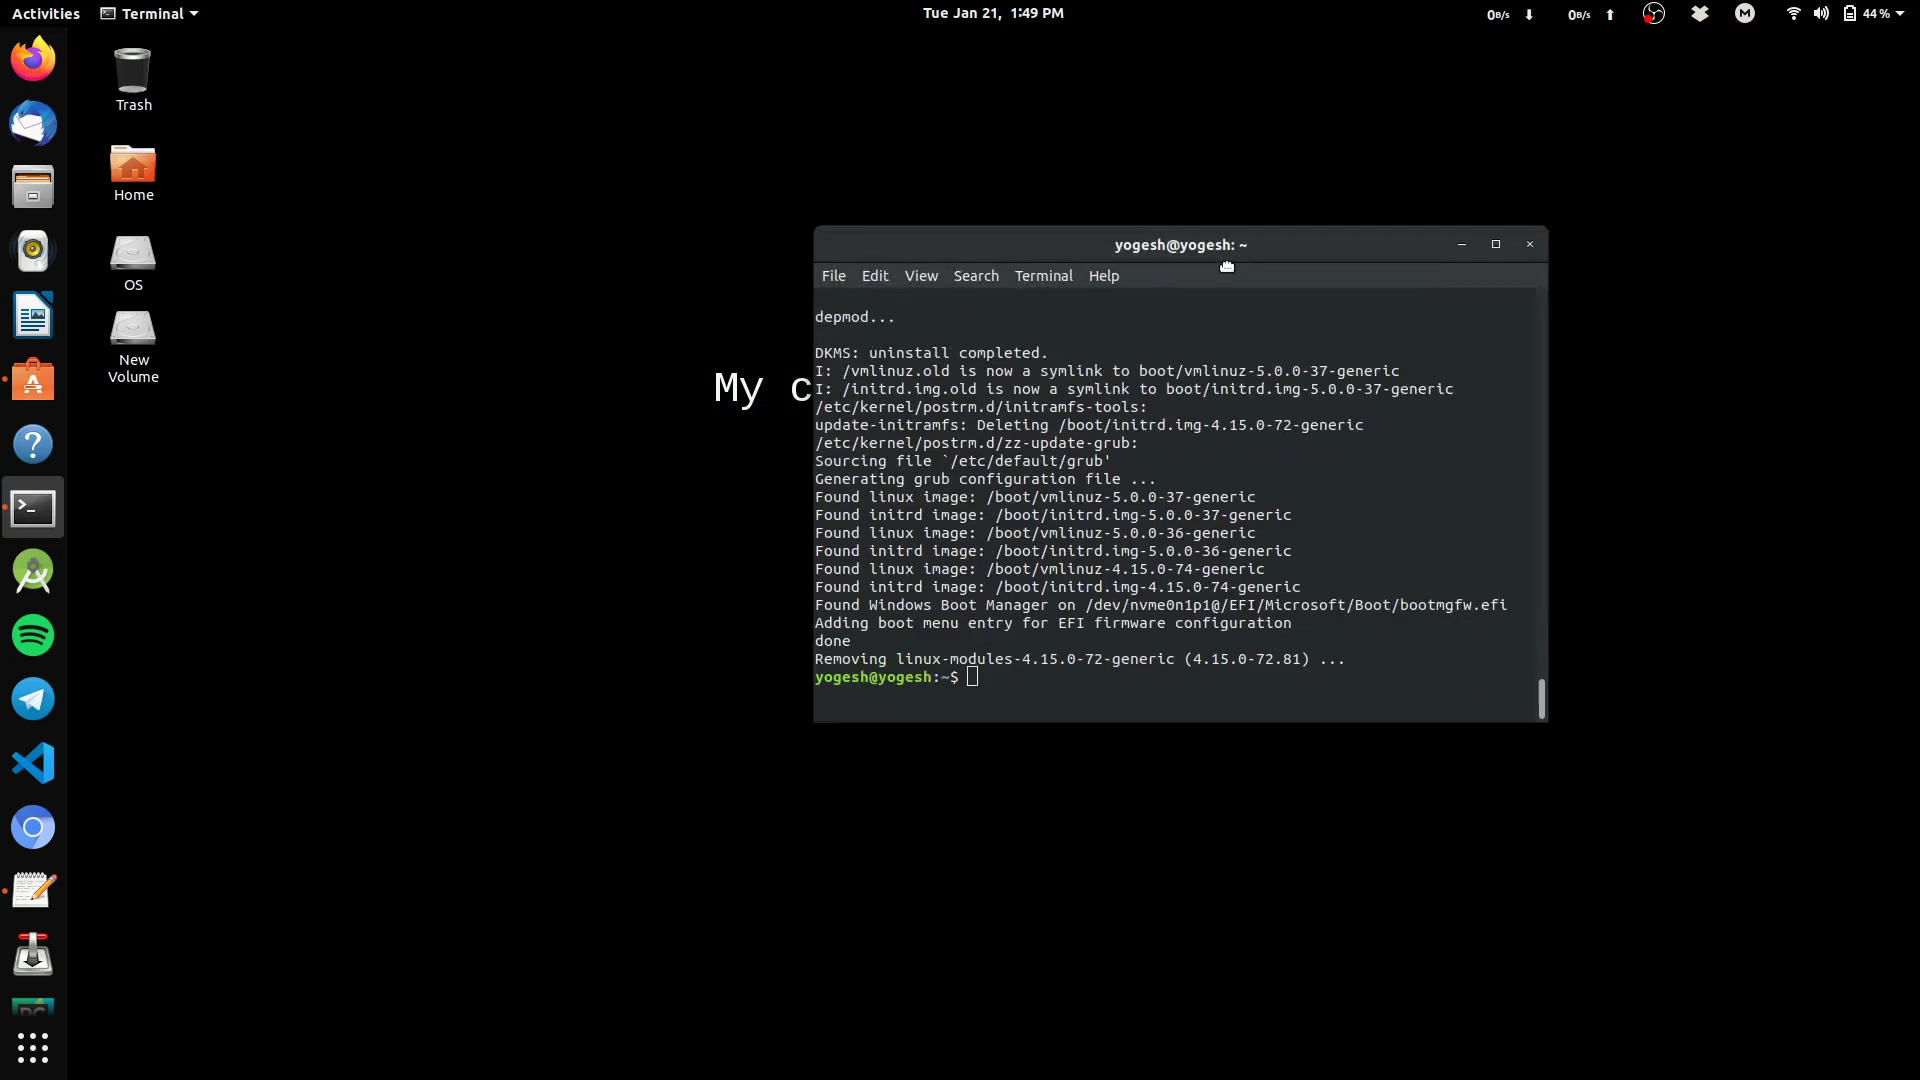 Activities Terminal Tue Jan 21, 1:49 PM 0B/s 0B/s M 44 %
Trash
Home
OS
New
Volume
My c
yogesh@yogesh: ~
File Edit View Search Terminal Help
depmod...
DKMS: uninstall completed.
I: /vmlinuz.old is now a symlink to boot/vmlinuz-5.0.0-37-generic
I: /initrd.img.old is now a symlink to boot/initrd.img-5.0.0-37-generic
/etc/kernel/postrm.d/initramfs-tools:
update-initramfs: Deleting /boot/initrd.img-4.15.0-72-generic
/etc/kernel/postrm.d/zz-update-grub:
Sourcing file `/etc/default/grub'
Generating grub configuration file ...
Found linux image: /boot/vmlinuz-5.0.0-37-generic
Found initrd image: /boot/initrd.img-5.0.0-37-generic
Found linux image: /boot/vmlinuz-5.0.0-36-generic
Found initrd image: /boot/initrd.img-5.0.0-36-generic
Found linux image: /boot/vmlinuz-4.15.0-74-generic
Found initrd image: /boot/initrd.img-4.15.0-74-generic
Found Windows Boot Manager on /dev/nvme0n1p1@/EFI/Microsoft/Boot/bootmgfw.efi
Adding boot menu entry for EFI firmware configuration
done
Removing linux-modules-4.15.0-72-generic (4.15.0-72.81) ...
yogesh@yogesh:~$